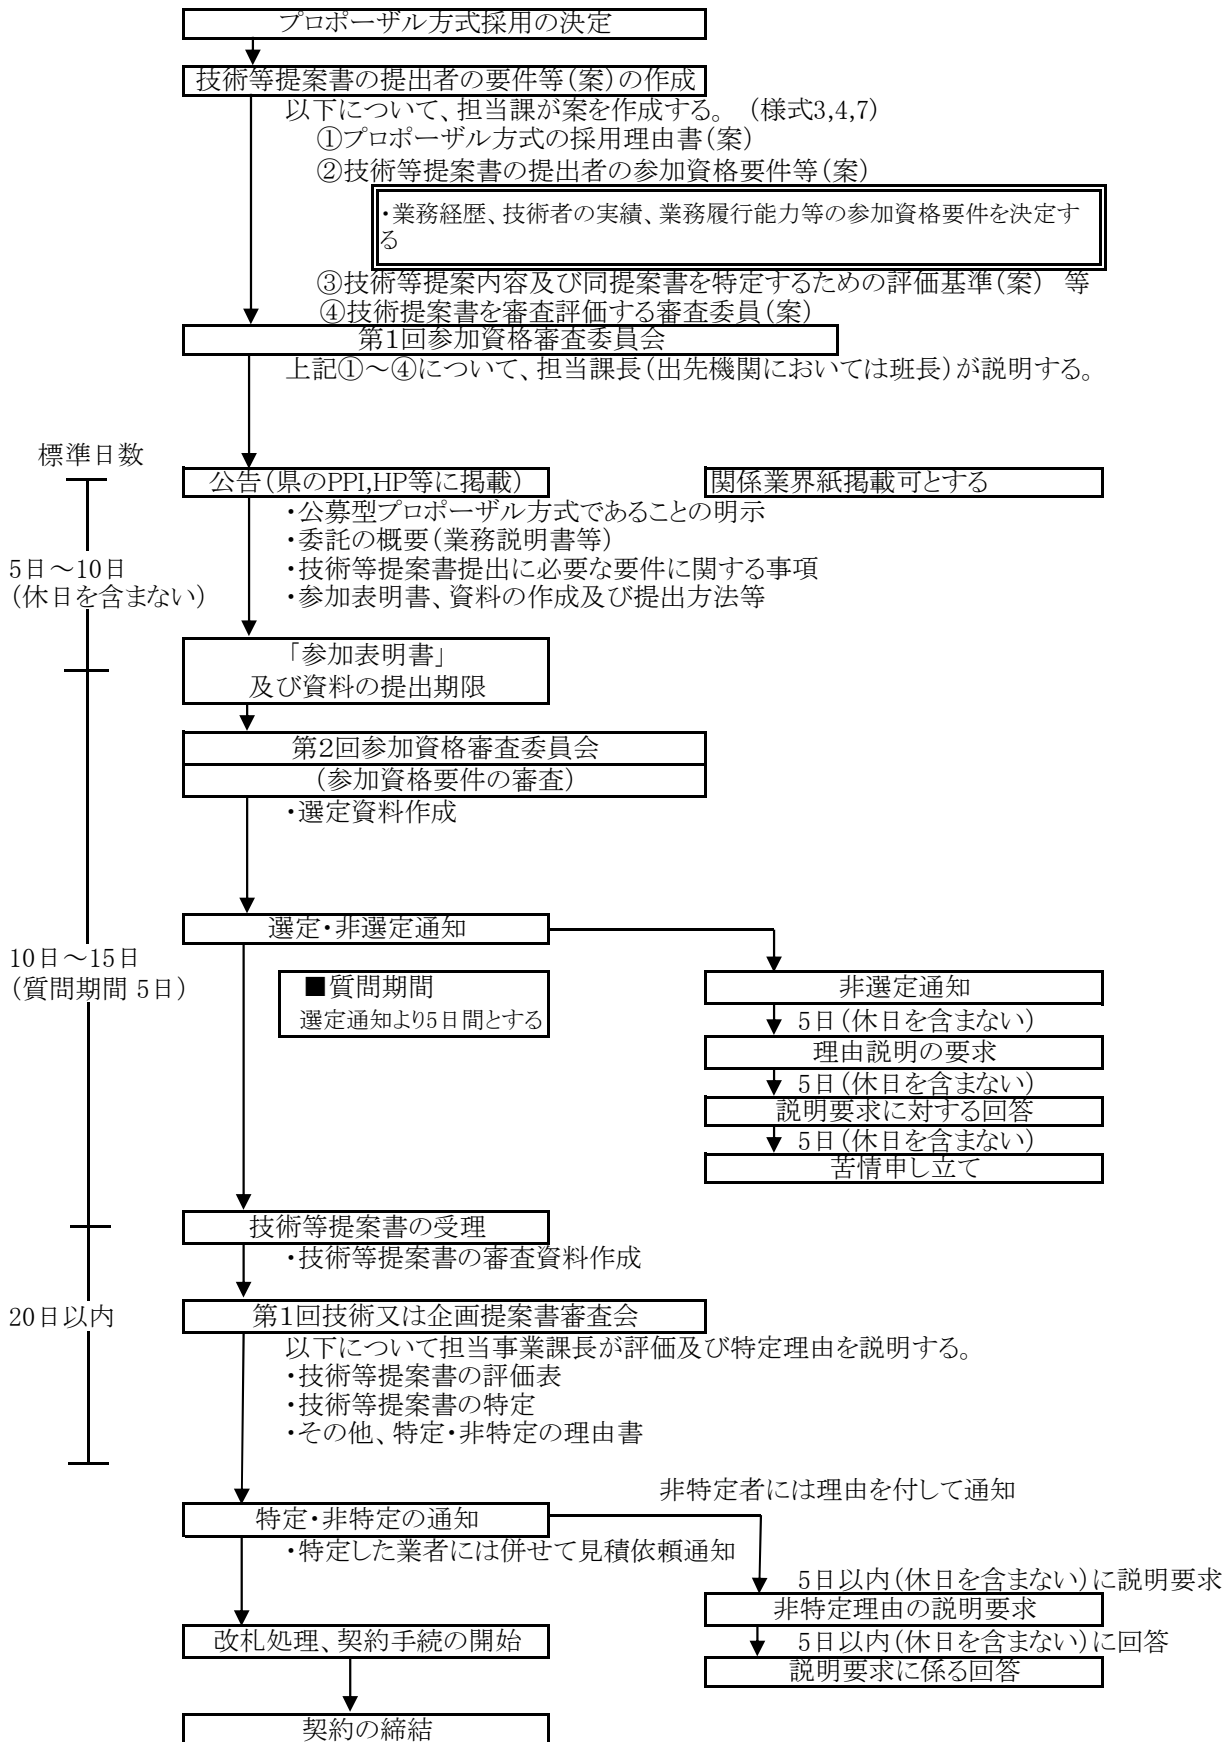 プロポーザル方式採用の決定
技術等提案書の提出者の要件等(案)の作成
以下について、担当課が案を作成する。 (様式3,4,7)
①プロポーザル方式の採用理由書(案)
②技術等提案書の提出者の参加資格要件等(案)
・業務経歴、技術者の実績、業務履行能力等の参加資格要件を決定す
る
③技術等提案内容及び同提案書を特定するための評価基準(案) 等
④技術提案書を審査評価する審査委員(案)
第1回参加資格審査委員会
上記①～④について、担当課長(出先機関においては班長)が説明する。
標準日数
公告(県のPPI,HP等に掲載)
関係業界紙掲載可とする
・公募型プロポーザル方式であることの明示
・委託の概要(業務説明書等)
5日～10日
・技術等提案書提出に必要な要件に関する事項
(休日を含まない)
・参加表明書、資料の作成及び提出方法等
「参加表明書」
及び資料の提出期限
第2回参加資格審査委員会
(参加資格要件の審査)
・選定資料作成
選定・非選定通知
10日～15日
(質問期間 5日)
■質問期間
選定通知より5日間とする
非選定通知
5日(休日を含まない)
理由説明の要求
5日(休日を含まない)
説明要求に対する回答
5日(休日を含まない)
苦情申し立て
技術等提案書の受理
・技術等提案書の審査資料作成
20日以内
第1回技術又は企画提案書審査会
以下について担当事業課長が評価及び特定理由を説明する。
・技術等提案書の評価表
・技術等提案書の特定
・その他、特定・非特定の理由書
非特定者には理由を付して通知
特定・非特定の通知
・特定した業者には併せて見積依頼通知
5日以内(休日を含まない)に説明要求
非特定理由の説明要求
改札処理、契約手続の開始
5日以内(休日を含まない)に回答
説明要求に係る回答
契約の締結